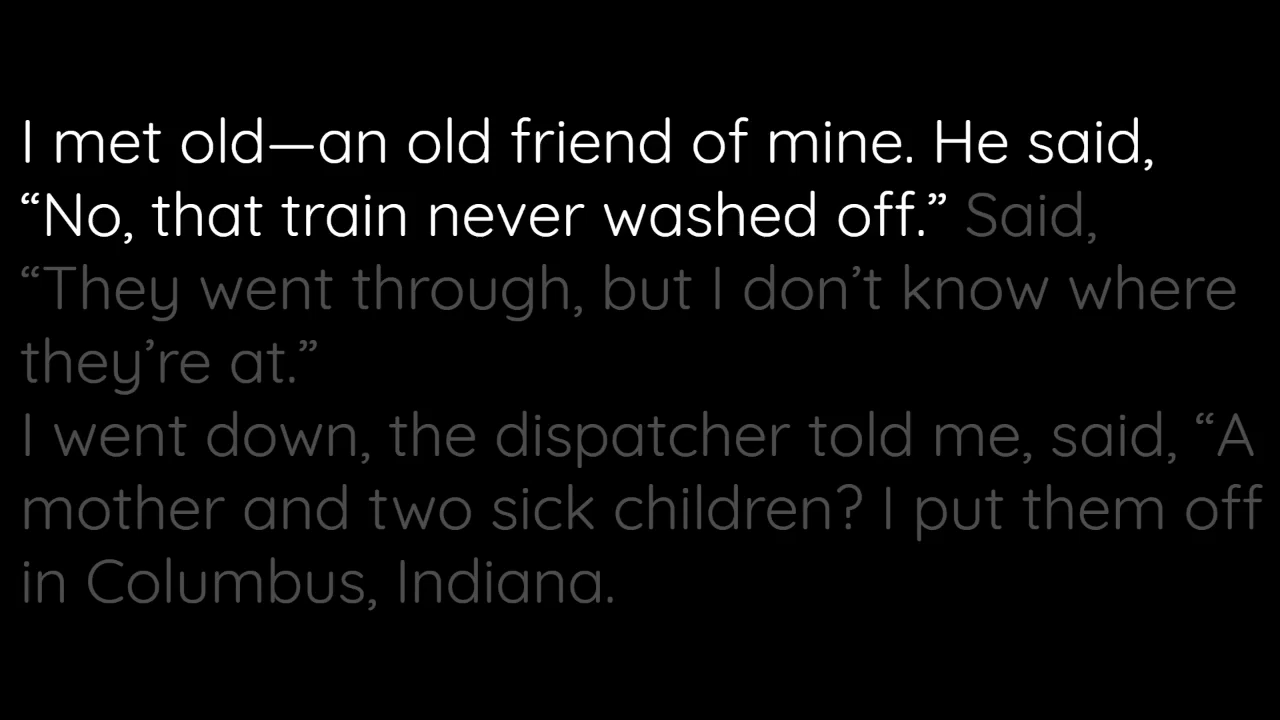 I met old—an old friend of mine. He said,
“No, that train never washed off.” Said,
“They went through, but I don’t know where
they’re at.”
I went down, the dispatcher told me, said, “A
mother and two sick children? I put them off
in Columbus, Indiana.